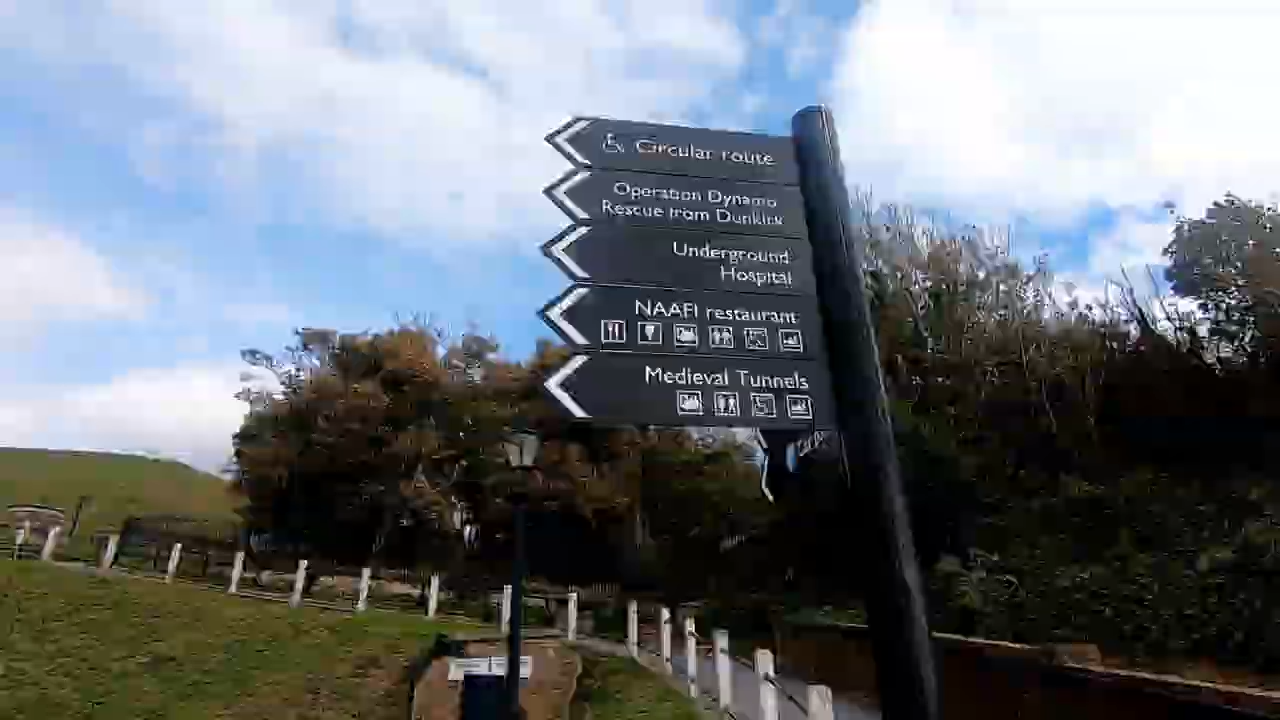 Circular route
Operation Dynamo
Rescue from Dunkirk
Underground
Hospital
NAAFI restaurant
Medieval Tunnels